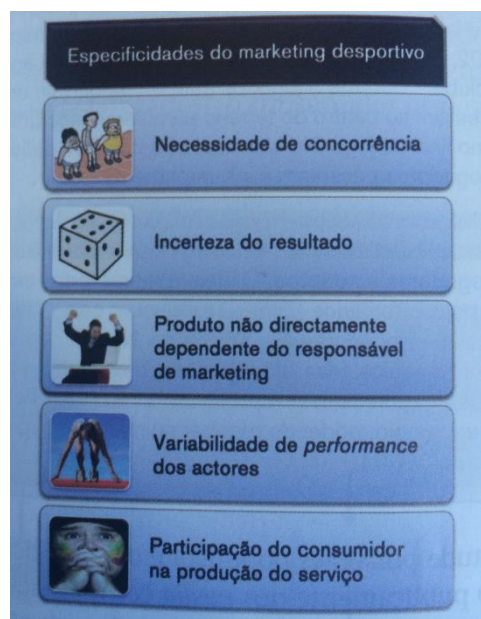 Especificidades do marketing desportivo
Necessidade de concorrência
Incerteza do resultado
Produto não directamente
dependente do responsável
de marketing
Variabilidade de performance
dos actores
Participação do consumidor
na produção do serviço